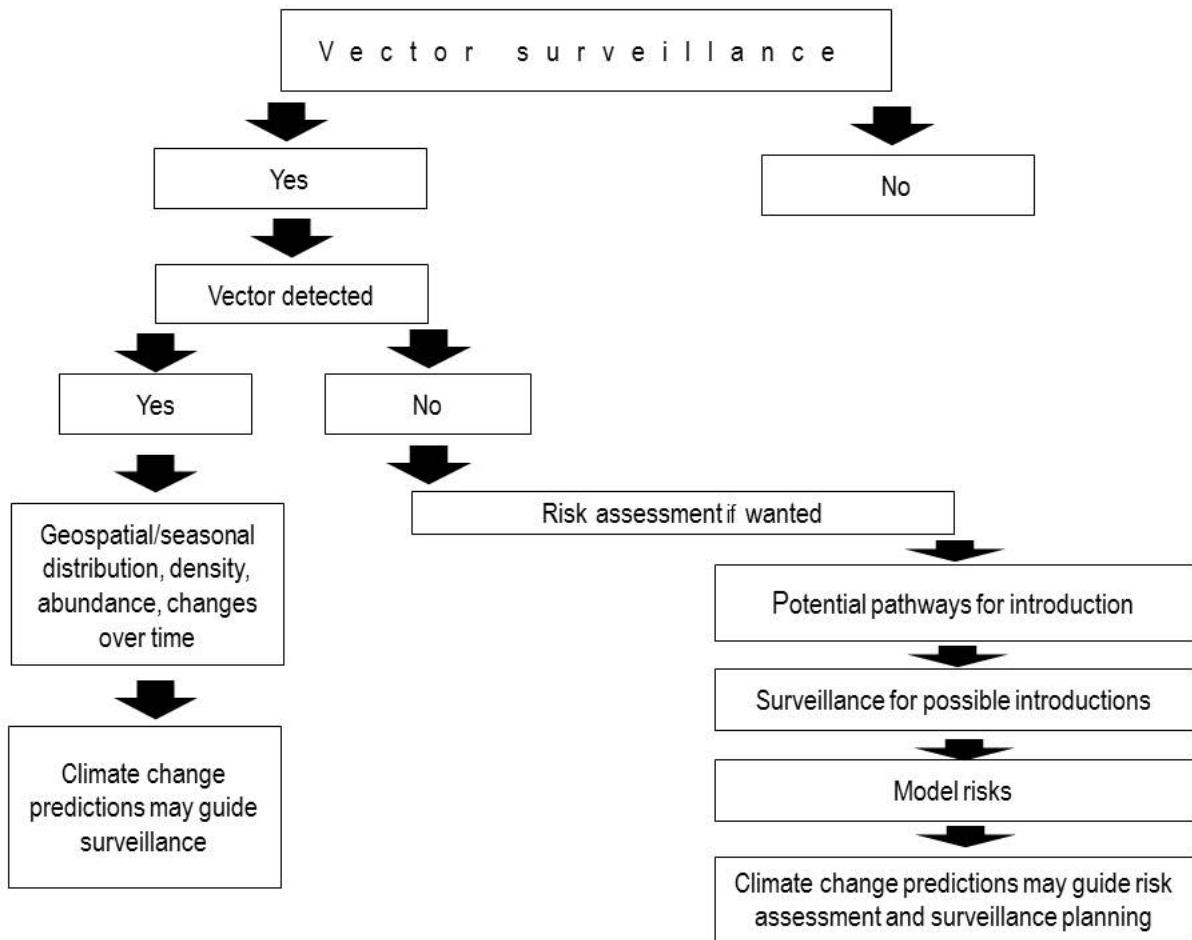 Vector surveillance
Yes
No
Vector detected
Yes
No
Geospatial/seasonal
distribution, density,
abundance, changes
over time
Risk assessment if wanted
Potential pathways for introduction
Surveillance for possible introductions
Climate change
predictions may guide
surveillance
Model risks
Climate change predictions may guide risk
assessment and surveillance planning